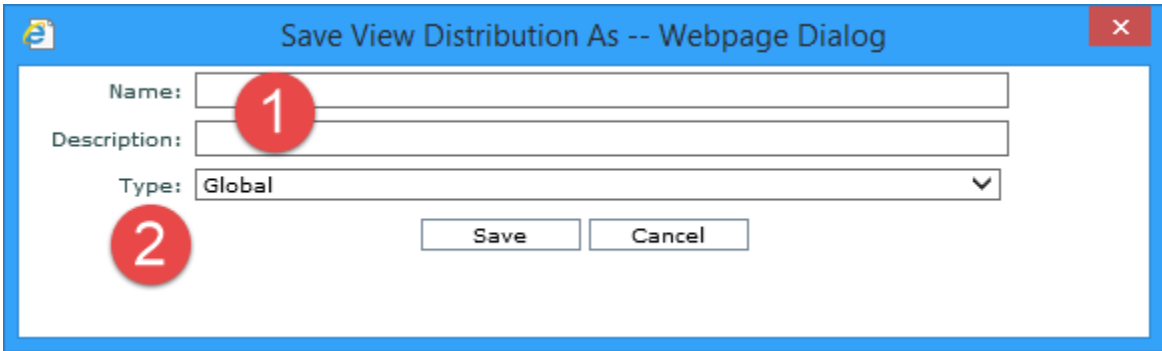 Save View Distribution As -- Webpage Dialog
Name:
1
Description:
Type: Global
2
Save Cancel